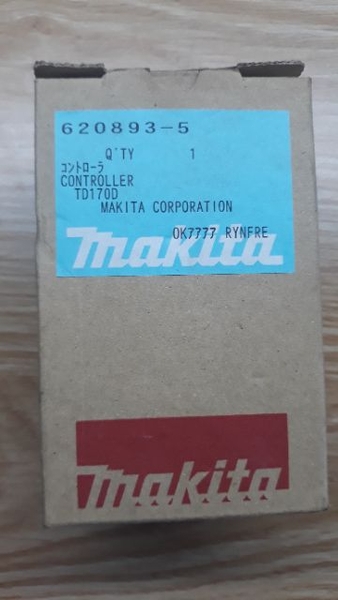 620893-5
Q'TY 1
コントローラ
CONTROLLER
TD170D
MAKITA CORPORATION
OK7777 RYNFRE
makita
makita